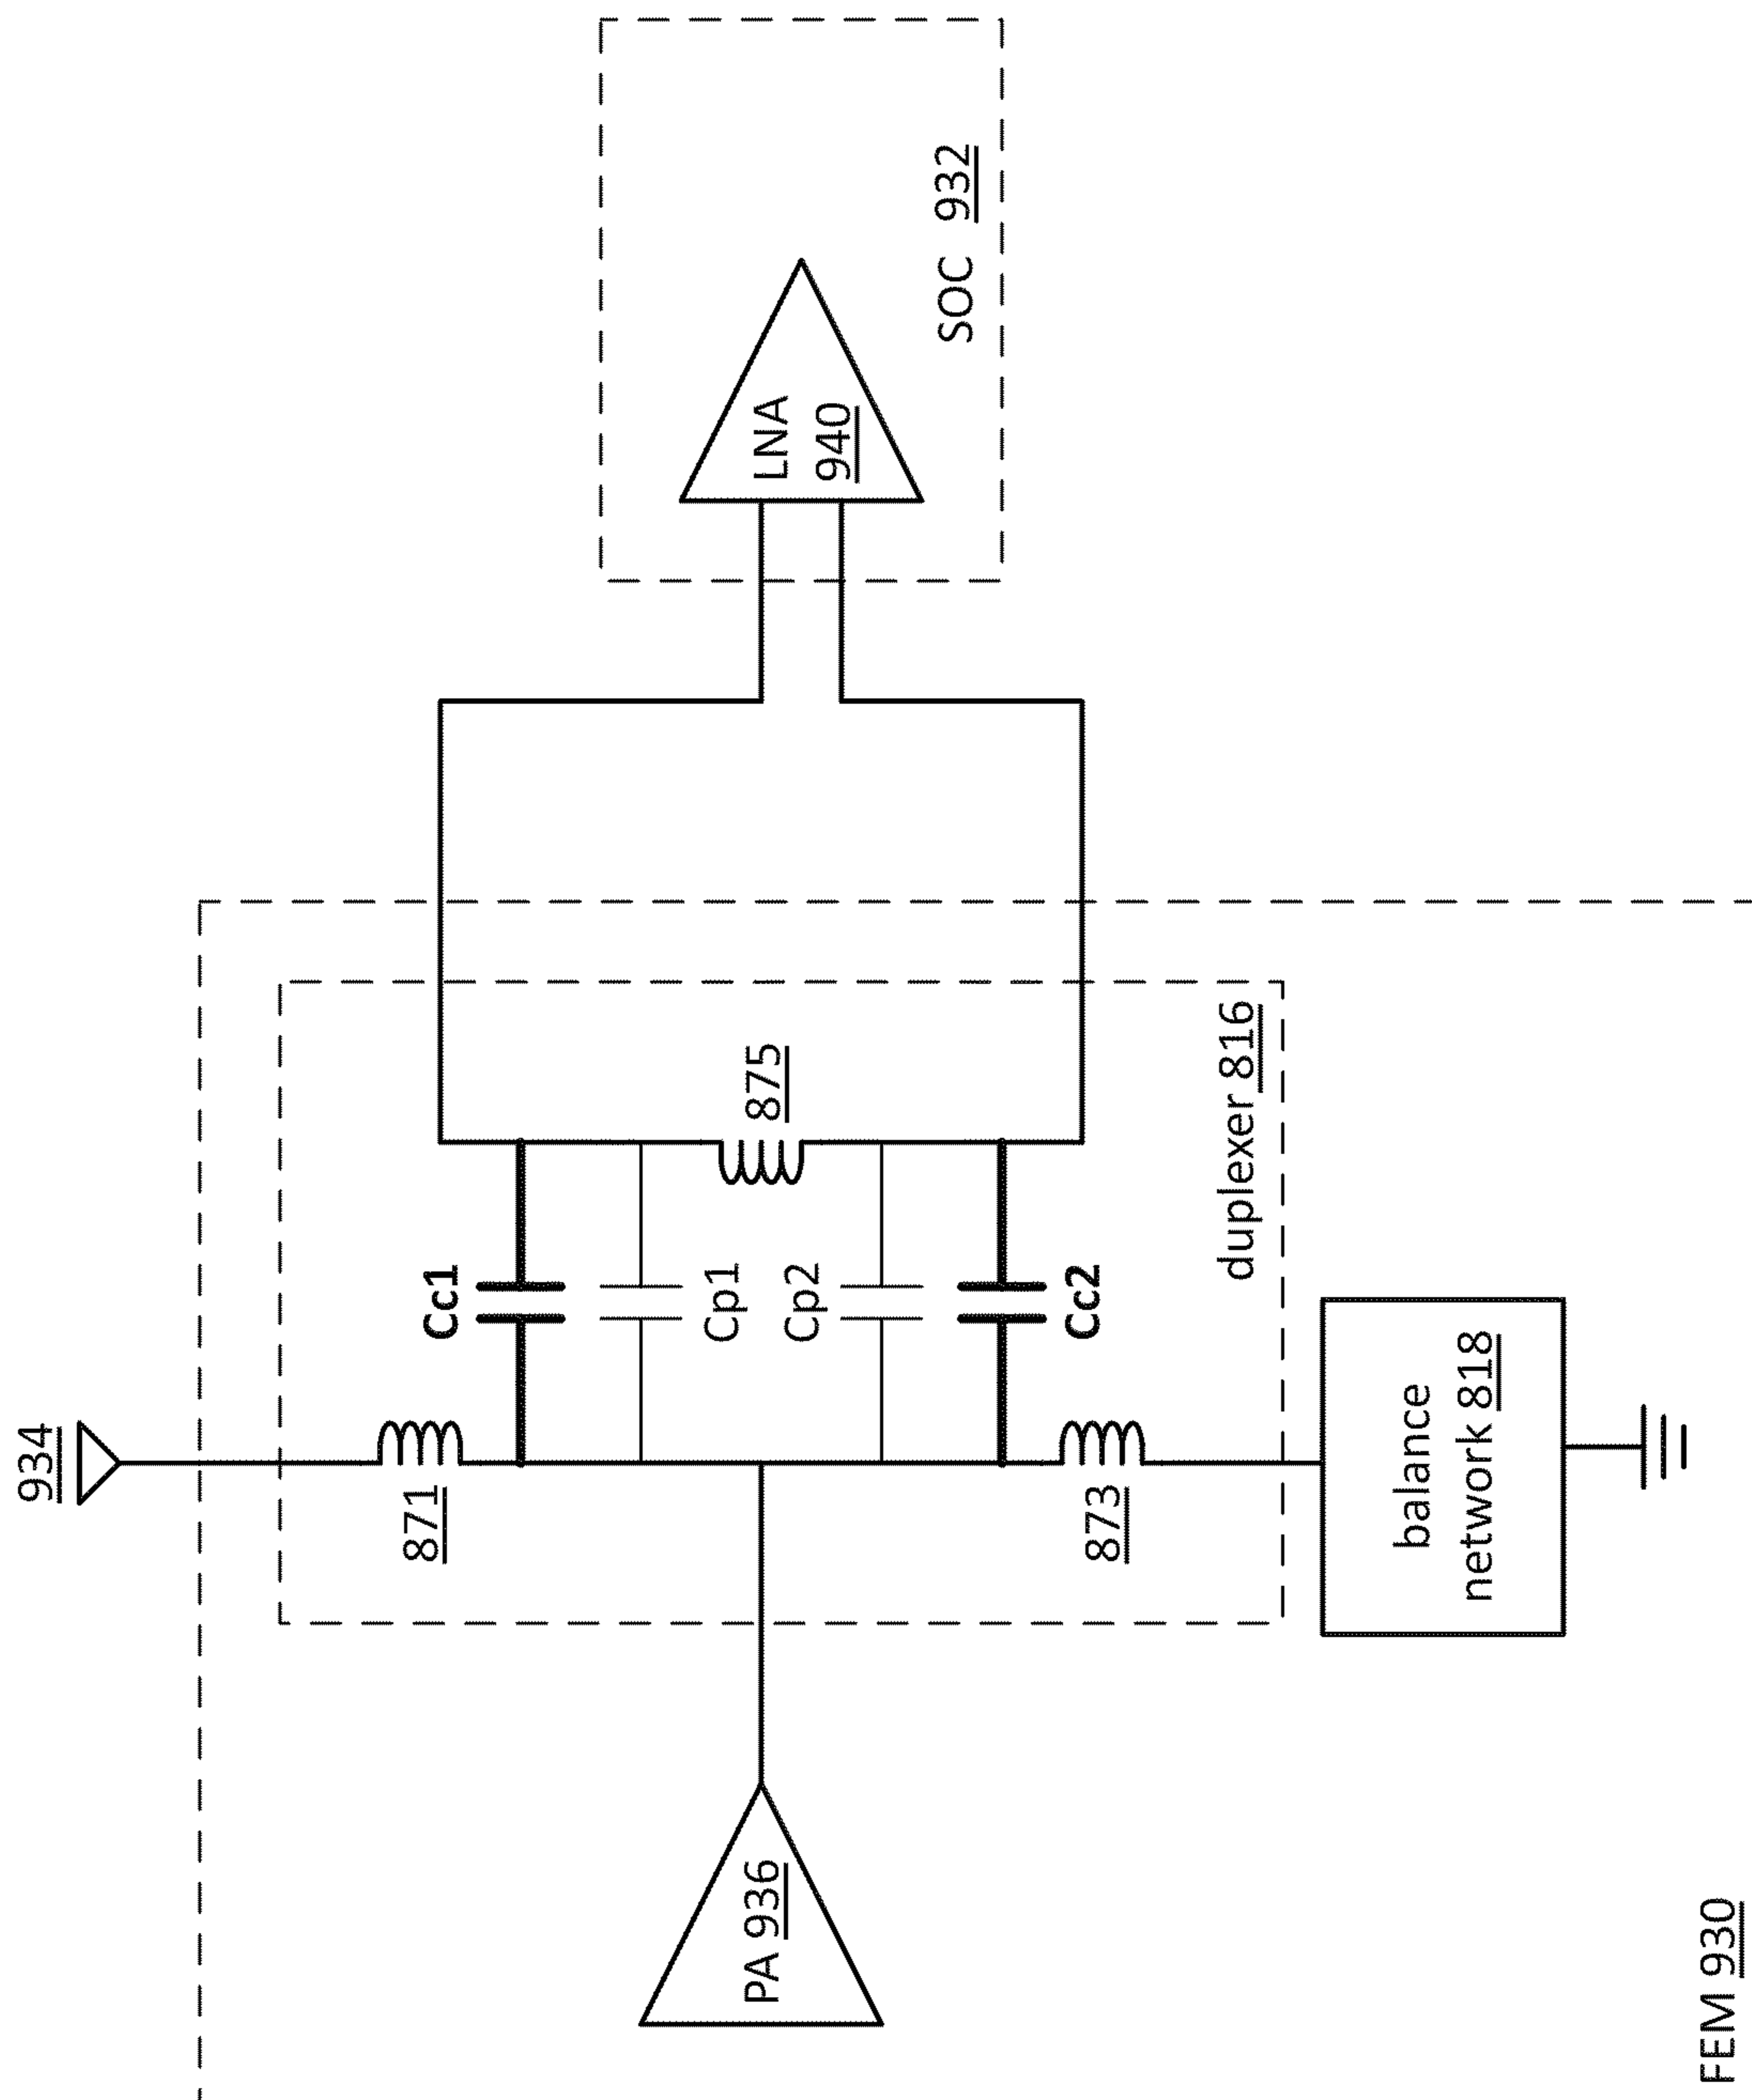 934
871
Cc1
Cp1
875
Cp2
Cc2
873
duplexer 816
balance
network 818
PA 936
LNA
940
SOC 932
FEM 930